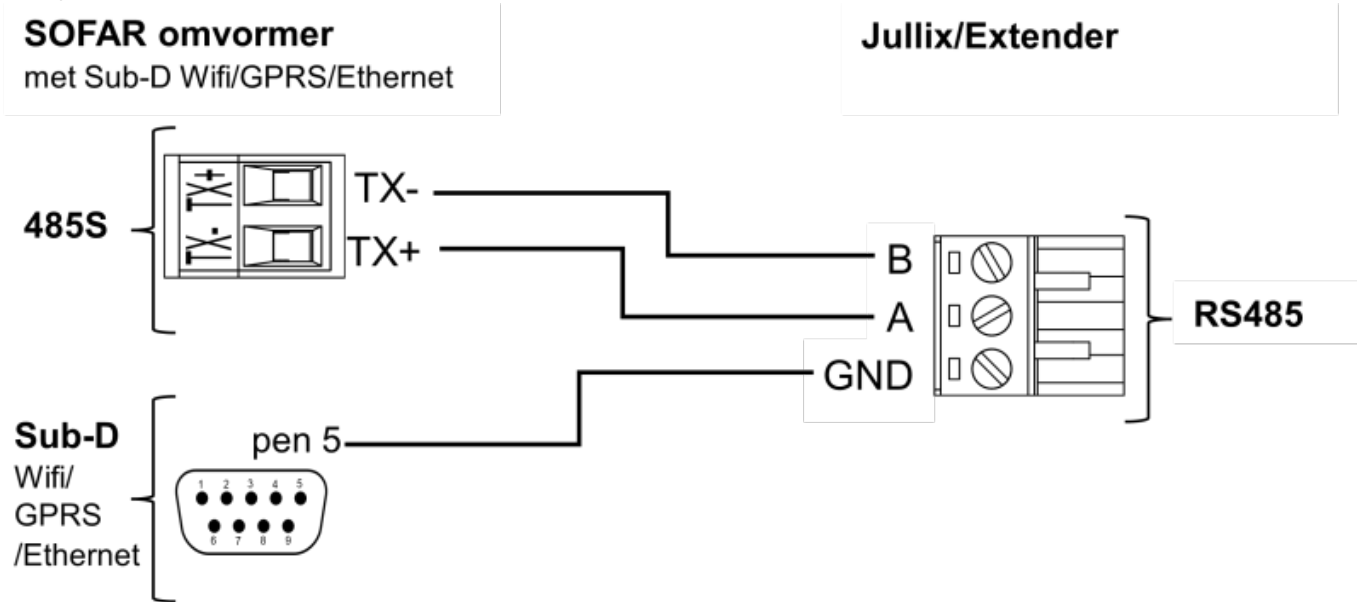 SOFAR omvormer
met Sub-D Wifi/GPRS/Ethernet
Jullix/Extender
485S
TX+
TX-
TX-
TX+
B
A
GND
RS485
Sub-D
Wifi/
GPRS
/Ethernet
pen 5
1 2 3 4 5
6 7 8 9